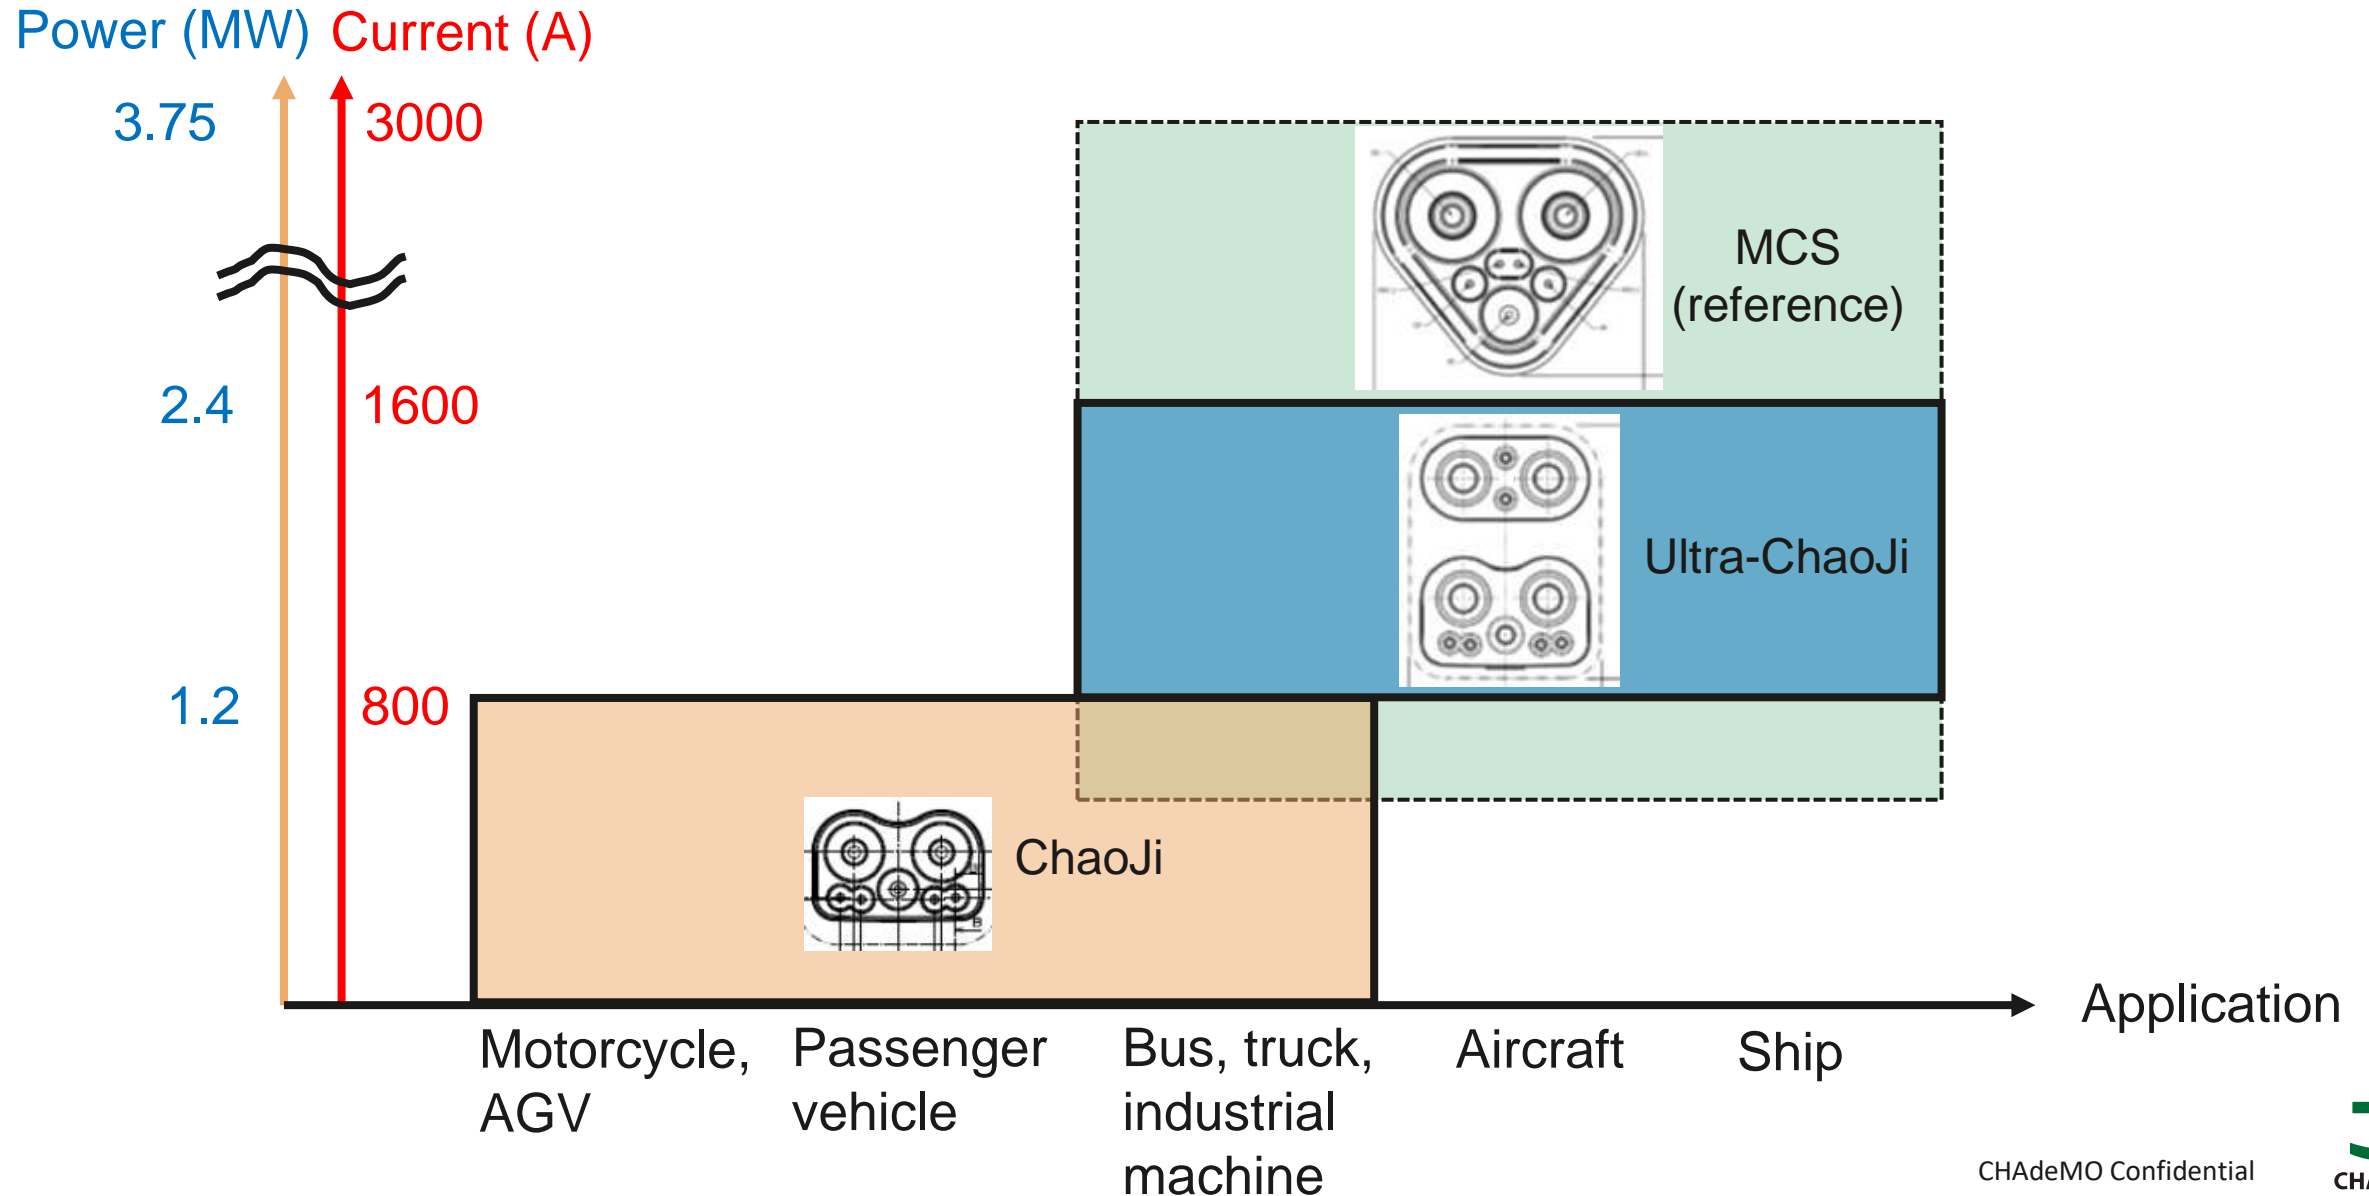 Power (MW) Current (A)
3.75 3000
MCS
(reference)
2.4 1600
Ultra-ChaoJi
1.2 800
ChaoJi
B
Application
Motorcycle,
AGV
Passenger
vehicle
Bus, truck,
industrial
machine
Aircraft
Ship
CHAdeMO Confidential